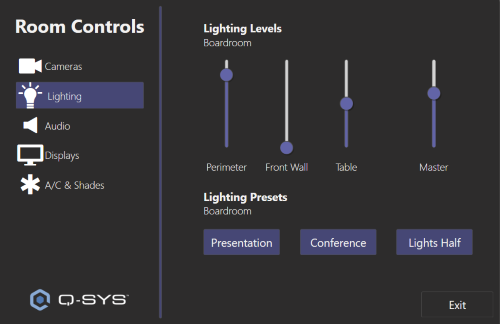 Room Controls
Cameras
Lighting
Audio
Displays
A/C & Shades
Q-SYS
Lighting Levels
Boardroom
Perimeter Front Wall Table Master
Lighting Presets
Boardroom
Presentation Conference Lights Half
Exit